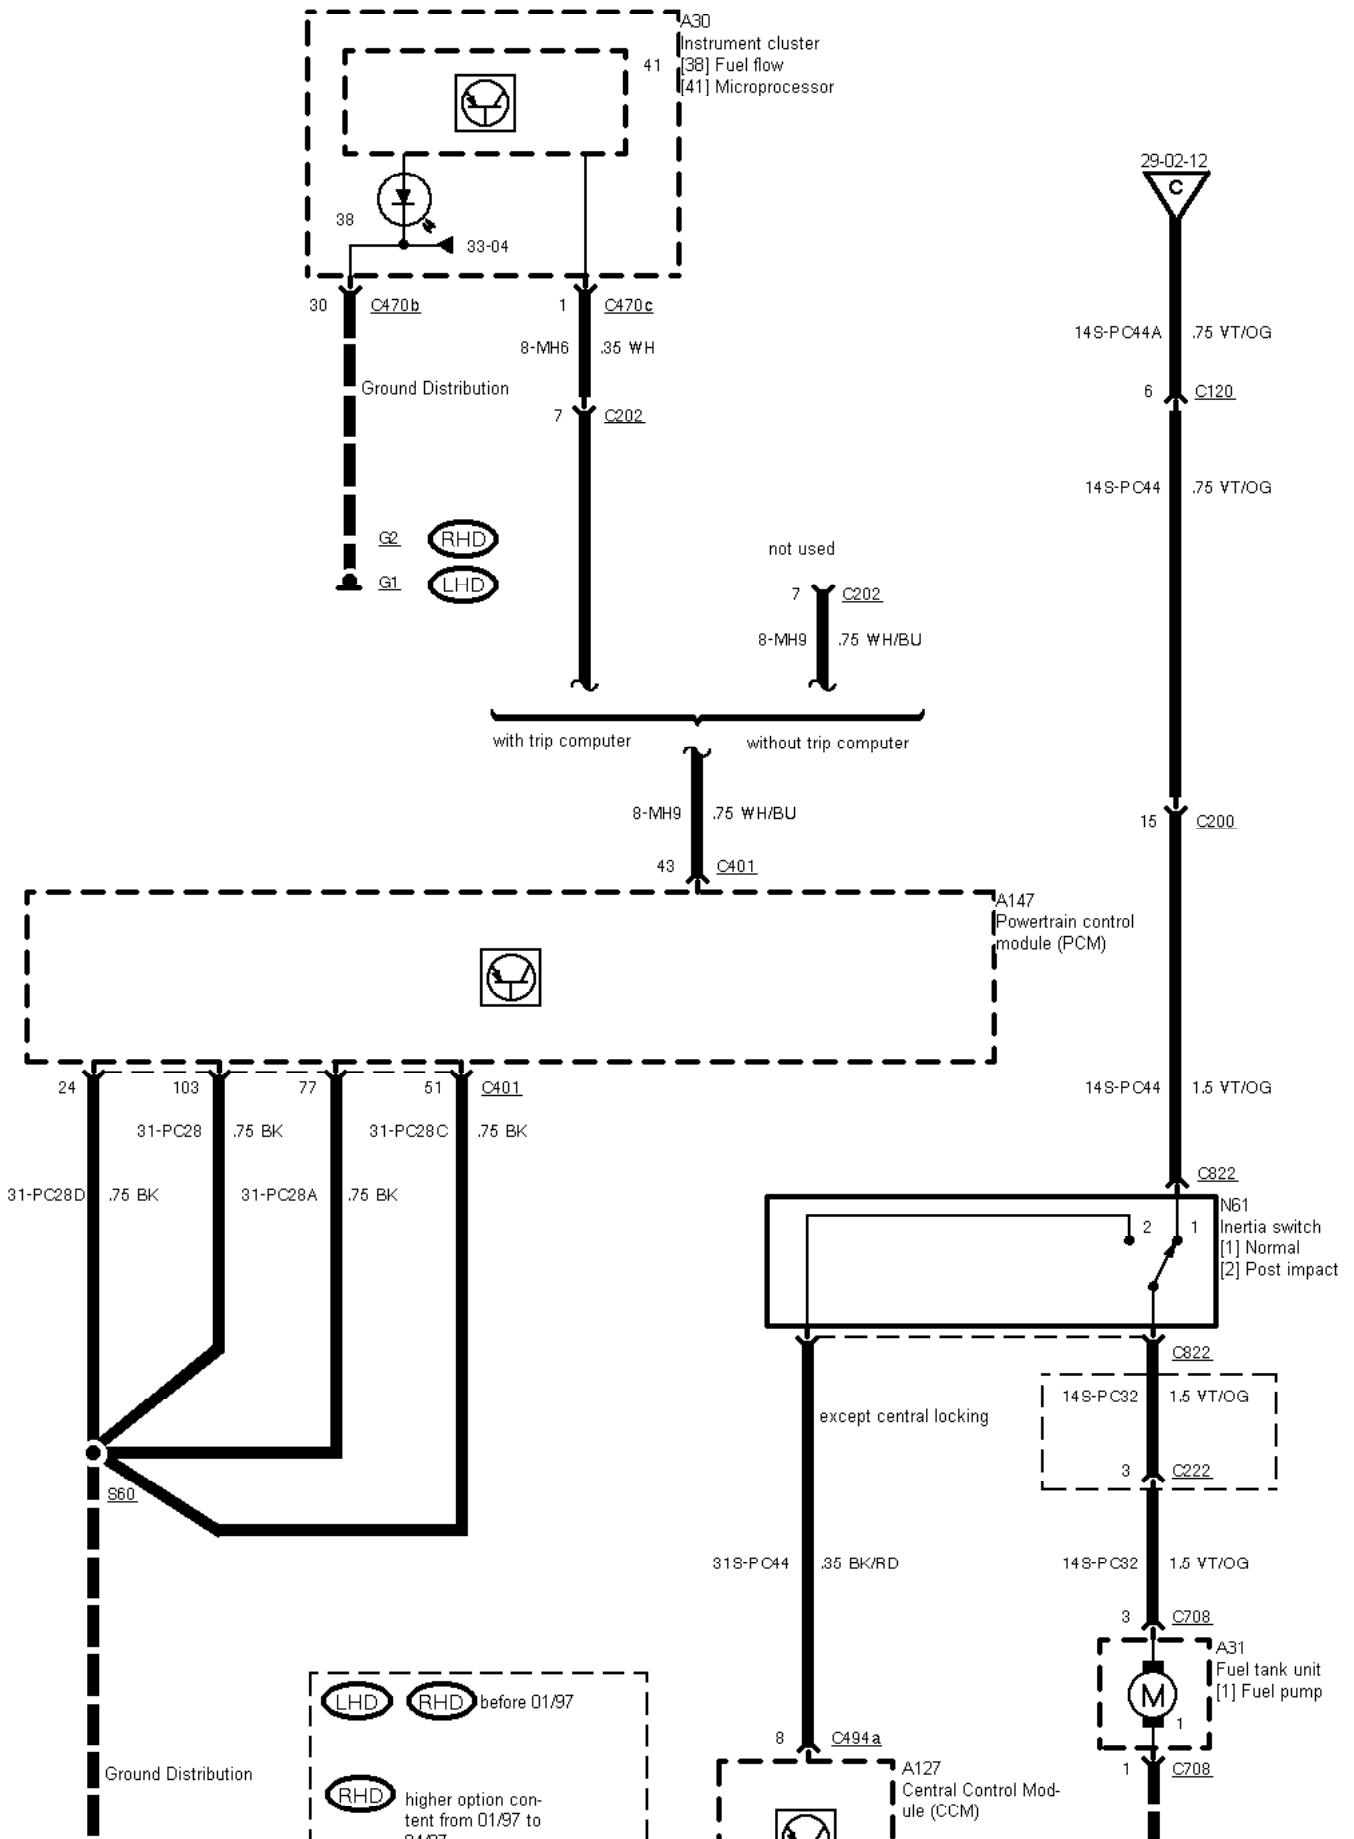 A30
Instrument cluster
41 [38] Fuel flow
[41] Microprocessor
29-02-12
C
38
33-04
30 C470b 1 C470c
14S-PC44A .75 VT/OG
8-MH6 .35 WH
Ground Distribution
6 C120
7 C202
14S-PC44 .75 VT/OG
G2 RHD
not used
G1 LHD
7 C202
8-MH9 .75 WH/BU
with trip computer without trip computer
8-MH9 .75 WH/BU
15 C200
43 C401
A147
Powertrain control
module (PCM)
24 103 77 51 C401
14S-PC44 1.5 VT/OG
31-PC28 .75 BK 31-PC28C .75 BK
C822
31-PC28D .75 BK 31-PC28A .75 BK
N61
2 1 Inertia switch
[1] Normal
[2] Post impact
C822
14S-PC32 1.5 VT/OG
except central locking
3 C222
S60
31S-PC44 .35 BK/RD 14S-PC32 1.5 VT/OG
3 C708
A31
Fuel tank unit
[1] Fuel pump
M
1
LHD RHD before 01/97
8 C494a
A127
Central Control Mod-
ule (CCM)
1 C708
Ground Distribution
RHD higher option con-
tent from 01/97 to